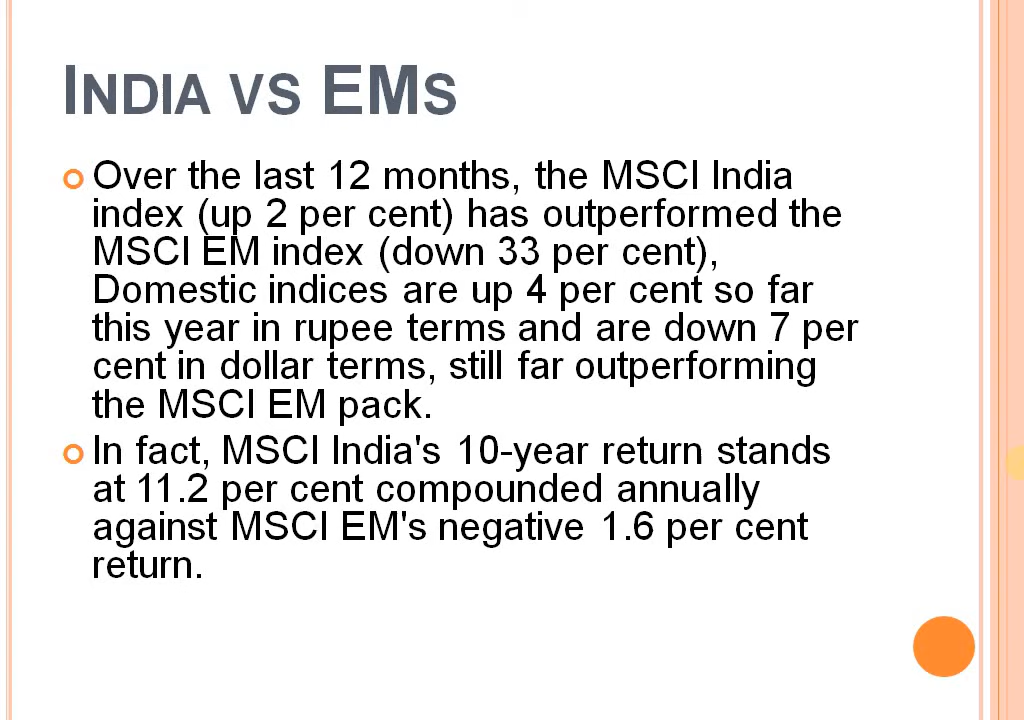 INDIA VS EMS
Over the last 12 months, the MSCI India
index (up 2 per cent) has outperformed the
MSCI EM index (down 33 per cent),
Domestic indices are up 4 per cent so far
this year in rupee terms and are down 7 per
cent in dollar terms, still far outperforming
the MSCI EM pack.
In fact, MSCI India's 10-year return stands
at 11.2 per cent compounded annually
against MSCI EM's negative 1.6 per cent
return.